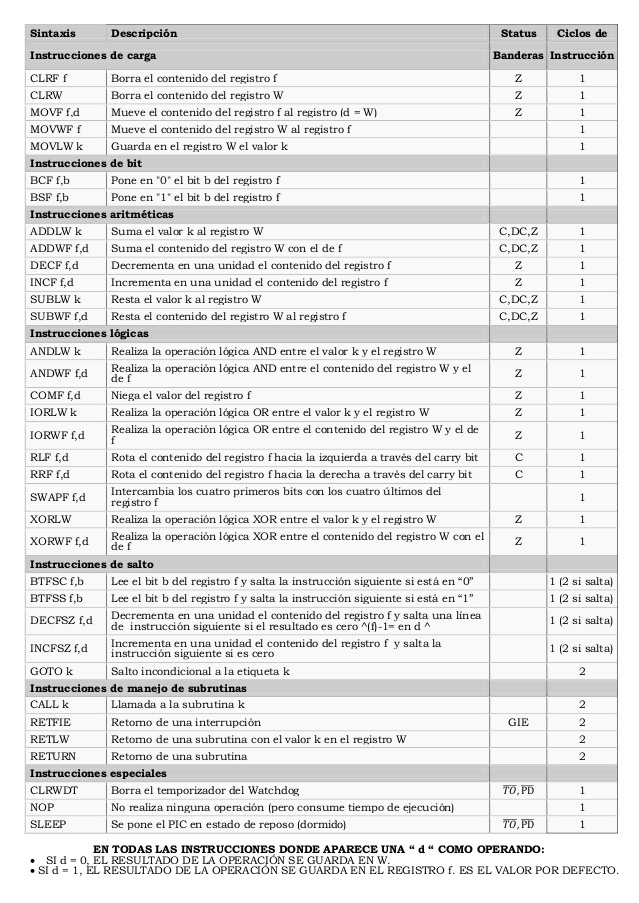 Sintaxis Descripción Status Ciclos de
Instrucciones de carga Banderas Instrucción
CLRF f Borra el contenido del registro f Z 1
CLRW Borra el contenido del registro W Z 1
MOVF f,d Mueve el contenido del registro f al registro (d = W) Z 1
MOVWF f Mueve el contenido del registro W al registro f 1
MOVLW k Guarda en el registro W el valor k 1
Instrucciones de bit
BCF f,b Pone en "0" el bit b del registro f 1
BSF f,b Pone en "1" el bit b del registro f 1
Instrucciones aritméticas
ADDLW k Suma el valor k al registro W C,DC,Z 1
ADDWF f,d Suma el contenido del registro W con el de f C,DC,Z 1
DECF f,d Decrementa en una unidad el contenido del registro f Z 1
INCF f,d Incrementa en una unidad el contenido del registro f Z 1
SUBLW k Resta el valor k al registro W C,DC,Z 1
SUBWF f,d Resta el contenido del registro W al registro f C,DC,Z 1
Instrucciones lógicas
ANDLW k Realiza la operación lógica AND entre el valor k y el registro W Z 1
ANDWF f,d Realiza la operación lógica AND entre el contenido del registro W y el
de f Z 1
COMF f,d Niega el valor del registro f Z 1
IORLW k Realiza la operación lógica OR entre el valor k y el registro W Z 1
IORWF f,d Realiza la operación lógica OR entre el contenido del registro W y el de
f Z 1
RLF f,d Rota el contenido del registro f hacia la izquierda a través del carry bit C 1
RRF f,d Rota el contenido del registro f hacia la derecha a través del carry bit C 1
SWAPF f,d Intercambia los cuatro primeros bits con los cuatro últimos del
registro f 1
XORLW Realiza la operación lógica XOR entre el valor k y el registro W Z 1
XORWF f,d Realiza la operación lógica XOR entre el contenido del registro W con el
de f Z 1
Instrucciones de salto
BTFSC f,b Lee el bit b del registro f y salta la instrucción siguiente si está en “0” 1 (2 si salta)
BTFSS f,b Lee el bit b del registro f y salta la instrucción siguiente si está en “1” 1 (2 si salta)
DECFSZ f,d Decrementa en una unidad el contenido del registro f y salta una línea
de instrucción siguiente si el resultado es cero ^(f)-1= en d ^ 1 (2 si salta)
INCFSZ f,d Incrementa en una unidad el contenido del registro f y salta la
instrucción siguiente si es cero 1 (2 si salta)
GOTO k Salto incondicional a la etiqueta k 2
Instrucciones de manejo de subrutinas
CALL k Llamada a la subrutina k 2
RETFIE Retorno de una interrupción GIE 2
RETLW Retorno de una subrutina con el valor k en el registro W 2
RETURN Retorno de una subrutina 2
Instrucciones especiales
CLRWDT Borra el temporizador del Watchdog T̅O̅,P̅D̅ 1
NOP No realiza ninguna operación (pero consume tiempo de ejecución) 1
SLEEP Se pone el PIC en estado de reposo (dormido) T̅O̅,P̅D̅ 1
EN TODAS LAS INSTRUCCIONES DONDE APARECE UNA “ d “ COMO OPERANDO:
• SI d = 0, EL RESULTADO DE LA OPERACIÓN SE GUARDA EN W.
• SI d = 1, EL RESULTADO DE LA OPERACIÓN SE GUARDA EN EL REGISTRO f. ES EL VALOR POR DEFECTO.